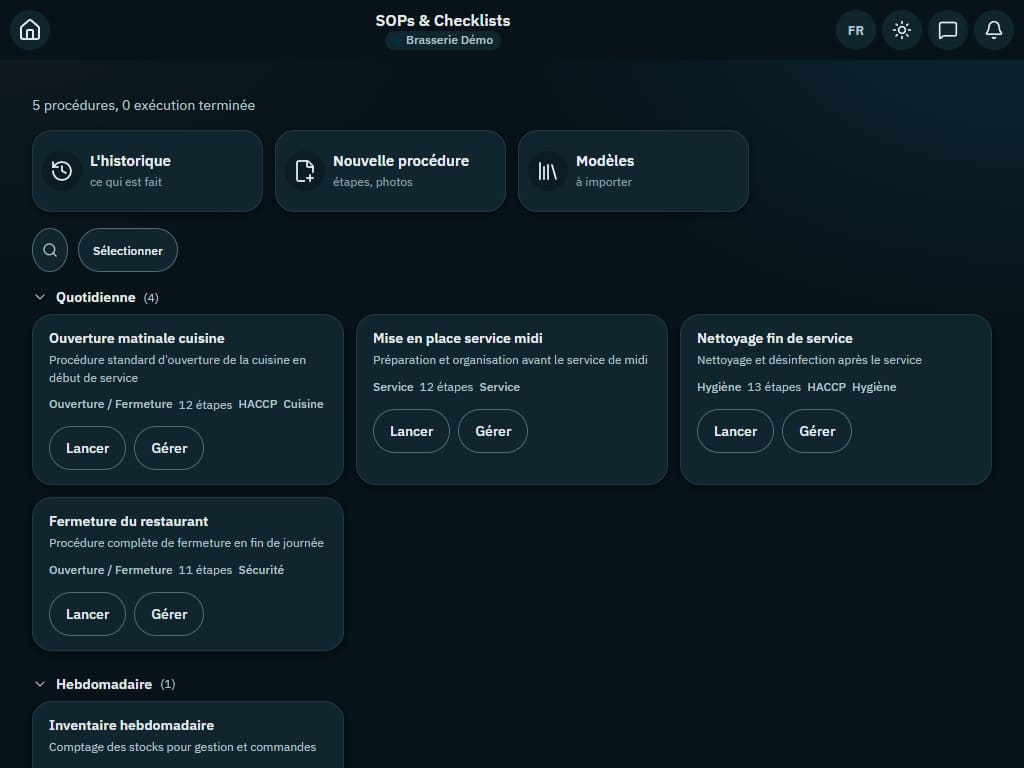 SOPs & Checklists
Brasserie Démo
FR
5 procédures, 0 exécution terminée
L'historique
ce qui est fait
Nouvelle procédure
étapes, photos
Modèles
à importer
Sélectionner
Quotidienne (4)
Ouverture matinale cuisine
Procédure standard d'ouverture de la cuisine en
début de service
Ouverture / Fermeture 12 étapes HACCP Cuisine
Lancer Gérer
Mise en place service midi
Préparation et organisation avant le service de midi
Service 12 étapes Service
Lancer Gérer
Nettoyage fin de service
Nettoyage et désinfection après le service
Hygiène 13 étapes HACCP Hygiène
Lancer Gérer
Fermeture du restaurant
Procédure complète de fermeture en fin de journée
Ouverture / Fermeture 11 étapes Sécurité
Lancer Gérer
Hebdomadaire (1)
Inventaire hebdomadaire
Comptage des stocks pour gestion et commandes